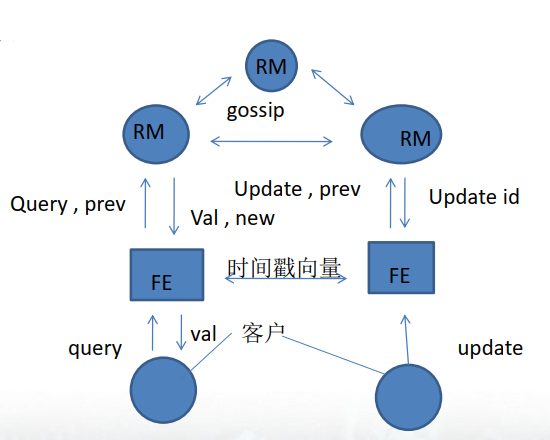 RM
gossip
RM
RM
Query , prev
Update , prev
Update id
Val , new
FE
时间戳向量
FE
query
val
客户
update